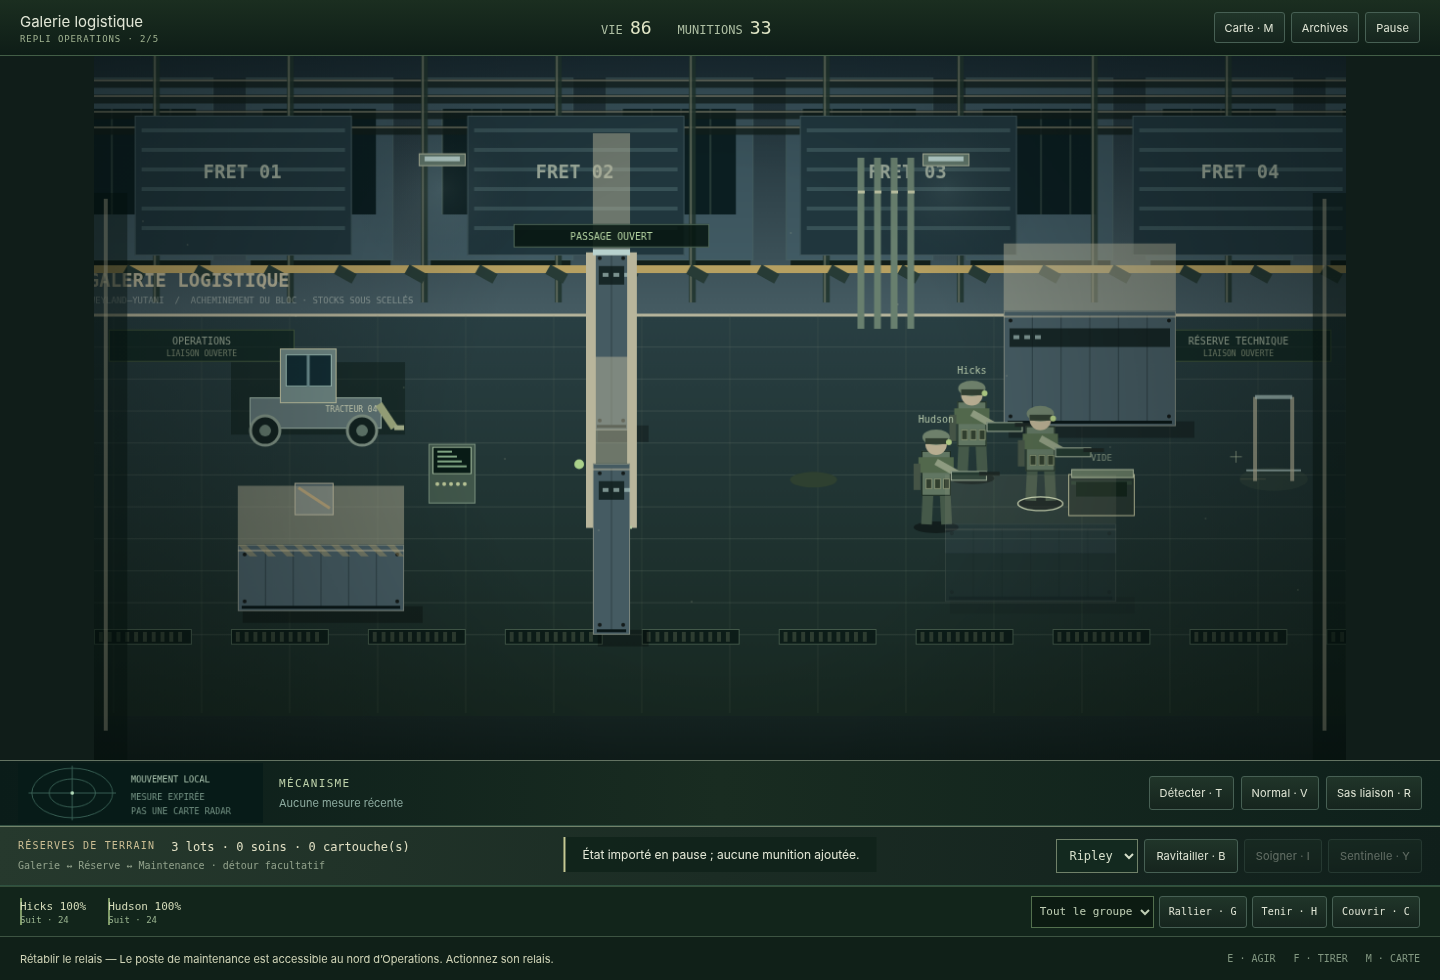 Galerie logistique
REPLI OPERATIONS · 2/5
VIE 86 MUNITIONS 33
Carte · M
Archives
Pause
FRET 01
FRET 02
FRET 03
FRET 04
PASSAGE OUVERT
GALERIE LOGISTIQUE
WEYLAND-YUTANI / ACHEMINEMENT DU BLOC · STOCKS SOUS SCELLÉS
OPERATIONS
LIAISON OUVERTE
RÉSERVE TECHNIQUE
LIAISON OUVERTE
TRACTEUR 04
Hicks
Hudson
VIDE
MOUVEMENT LOCAL
MESURE EXPIRÉE
PAS UNE CARTE RADAR
MÉCANISME
Aucune mesure récente
Détecter · T
Normal · V
Sas liaison · R
RÉSERVES DE TERRAIN 3 lots · 0 soins · 0 cartouche(s)
Galerie ↔ Réserve ↔ Maintenance · détour facultatif
État importé en pause ; aucune munition ajoutée.
Ripley
Ravitailler · B
Soigner · I
Sentinelle · Y
Hicks 100%
Suit · 24
Hudson 100%
Suit · 24
Tout le groupe
Rallier · G
Tenir · H
Couvrir · C
Rétablir le relais — Le poste de maintenance est accessible au nord d'Operations. Actionnez son relais.
E · AGIR F · TIRER M · CARTE